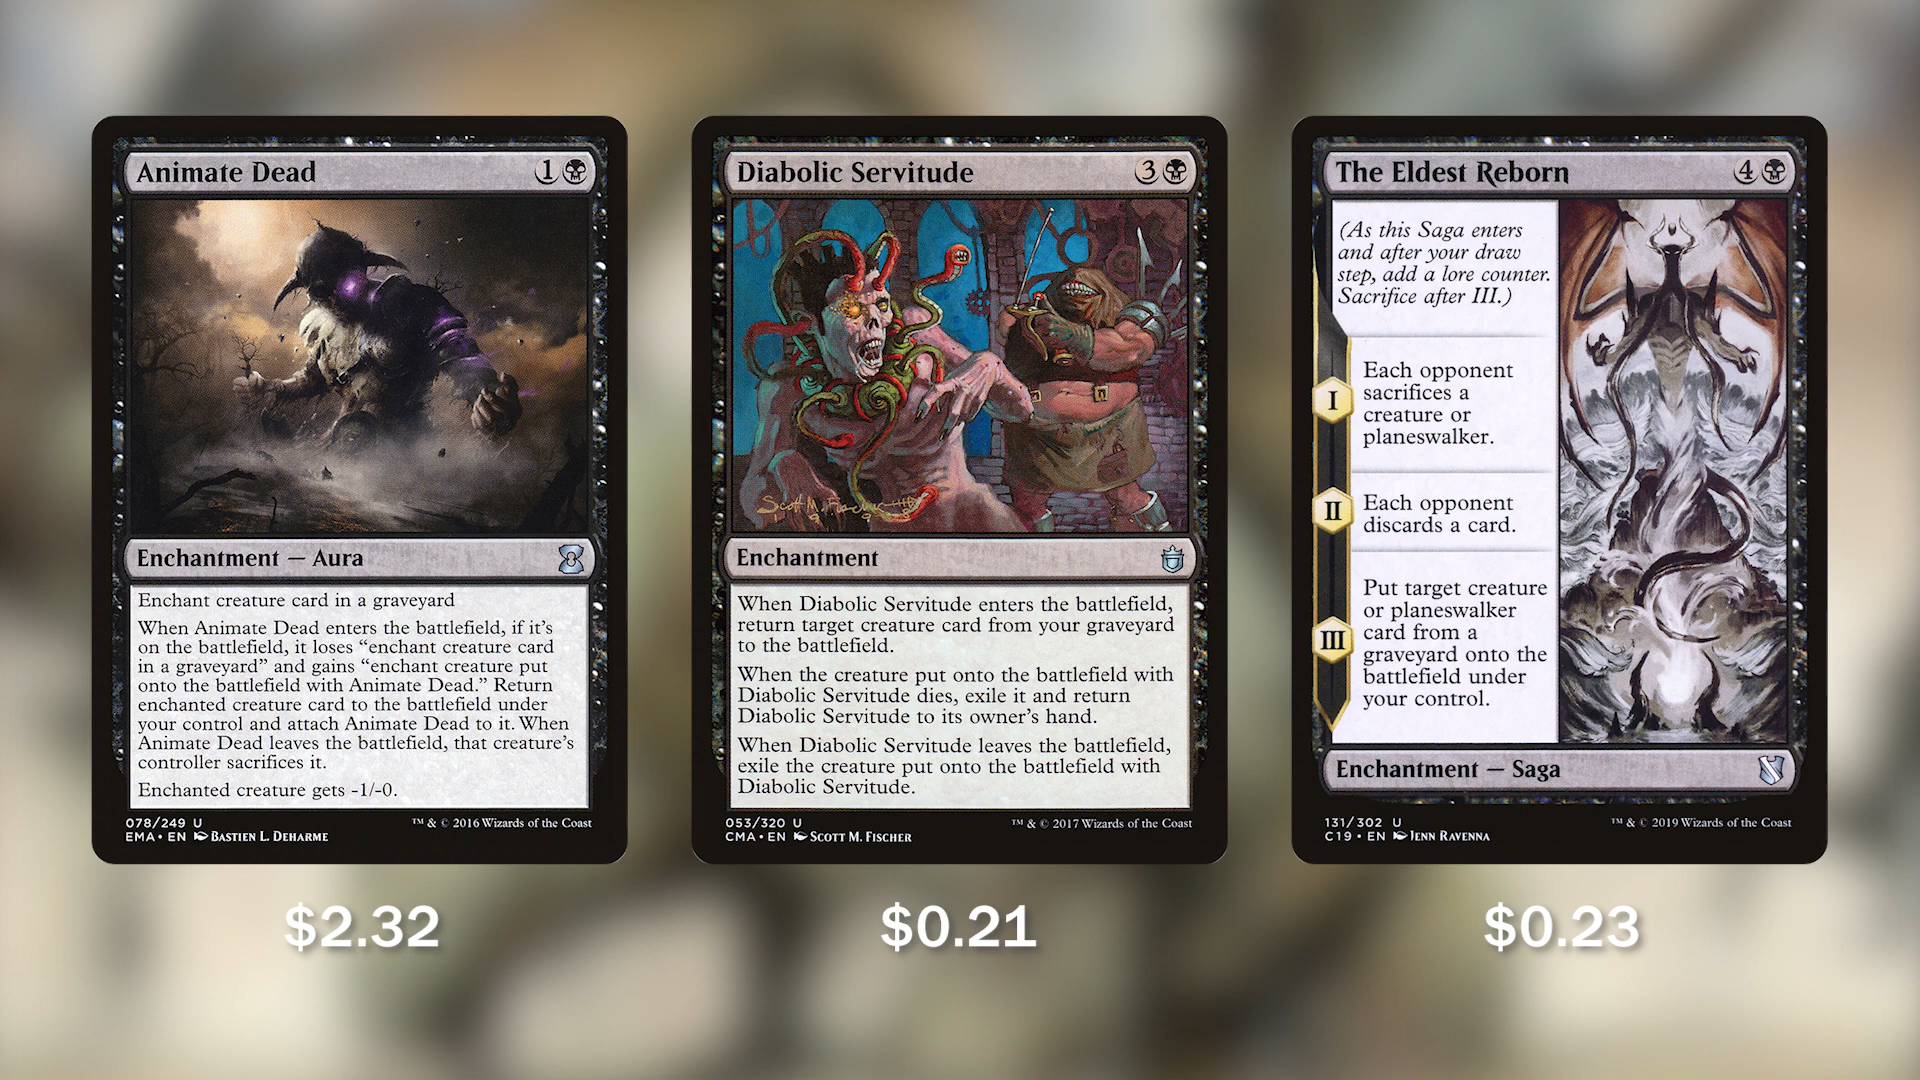 Animate Dead 1
Enchantment — Aura
Enchant creature card in a graveyard
When Animate Dead enters the battlefield, if it's
on the battlefield, it loses “enchant creature card
in a graveyard” and gains “enchant creature put
onto the battlefield with Animate Dead.” Return
enchanted creature card to the battlefield under
your control and attach Animate Dead to it. When
Animate Dead leaves the battlefield, that creature's
controller sacrifices it.
Enchanted creature gets -1/-0.
078/249 U
EMA • EN BASTIEN L. DEHARME
™ & © 2016 Wizards of the Coast
$2.32
Diabolic Servitude 3
Scott M. Fischer
Enchantment
When Diabolic Servitude enters the battlefield,
return target creature card from your graveyard
to the battlefield.
When the creature put onto the battlefield with
Diabolic Servitude dies, exile it and return
Diabolic Servitude to its owner's hand.
When Diabolic Servitude leaves the battlefield,
exile the creature put onto the battlefield with
Diabolic Servitude.
053/320 U
CMA • EN SCOTT M. FISCHER
™ & © 2017 Wizards of the Coast
$0.21
The Eldest Reborn 4
(As this Saga enters
and after your draw
step, add a lore counter.
Sacrifice after III.)
I
Each opponent
sacrifices a
creature or
planeswalker.
II
Each opponent
discards a card.
III
Put target creature
or planeswalker
card from a
graveyard onto the
battlefield under
your control.
Enchantment — Saga
131/302 U
C19 • EN JENN RAVENNA
™ & © 2019 Wizards of the Coast
$0.23